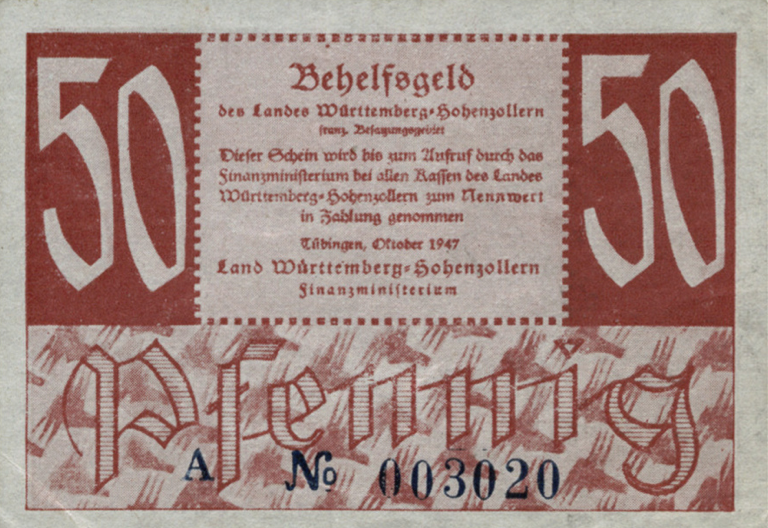 50
50
Behelfsgeld
des Landes Württemberg-Hohenzollern
franz. Besatzungsgebiet
Dieser Schein wird bis zum Aufruf durch das
Finanzministerium bei allen Kassen des Landes
Württemberg-Hohenzollern zum Nennwert
in Zahlung genommen
Tübingen, Oktober 1947
Land Württemberg-Hohenzollern
Finanzministerium
Pfennig
A № 003020